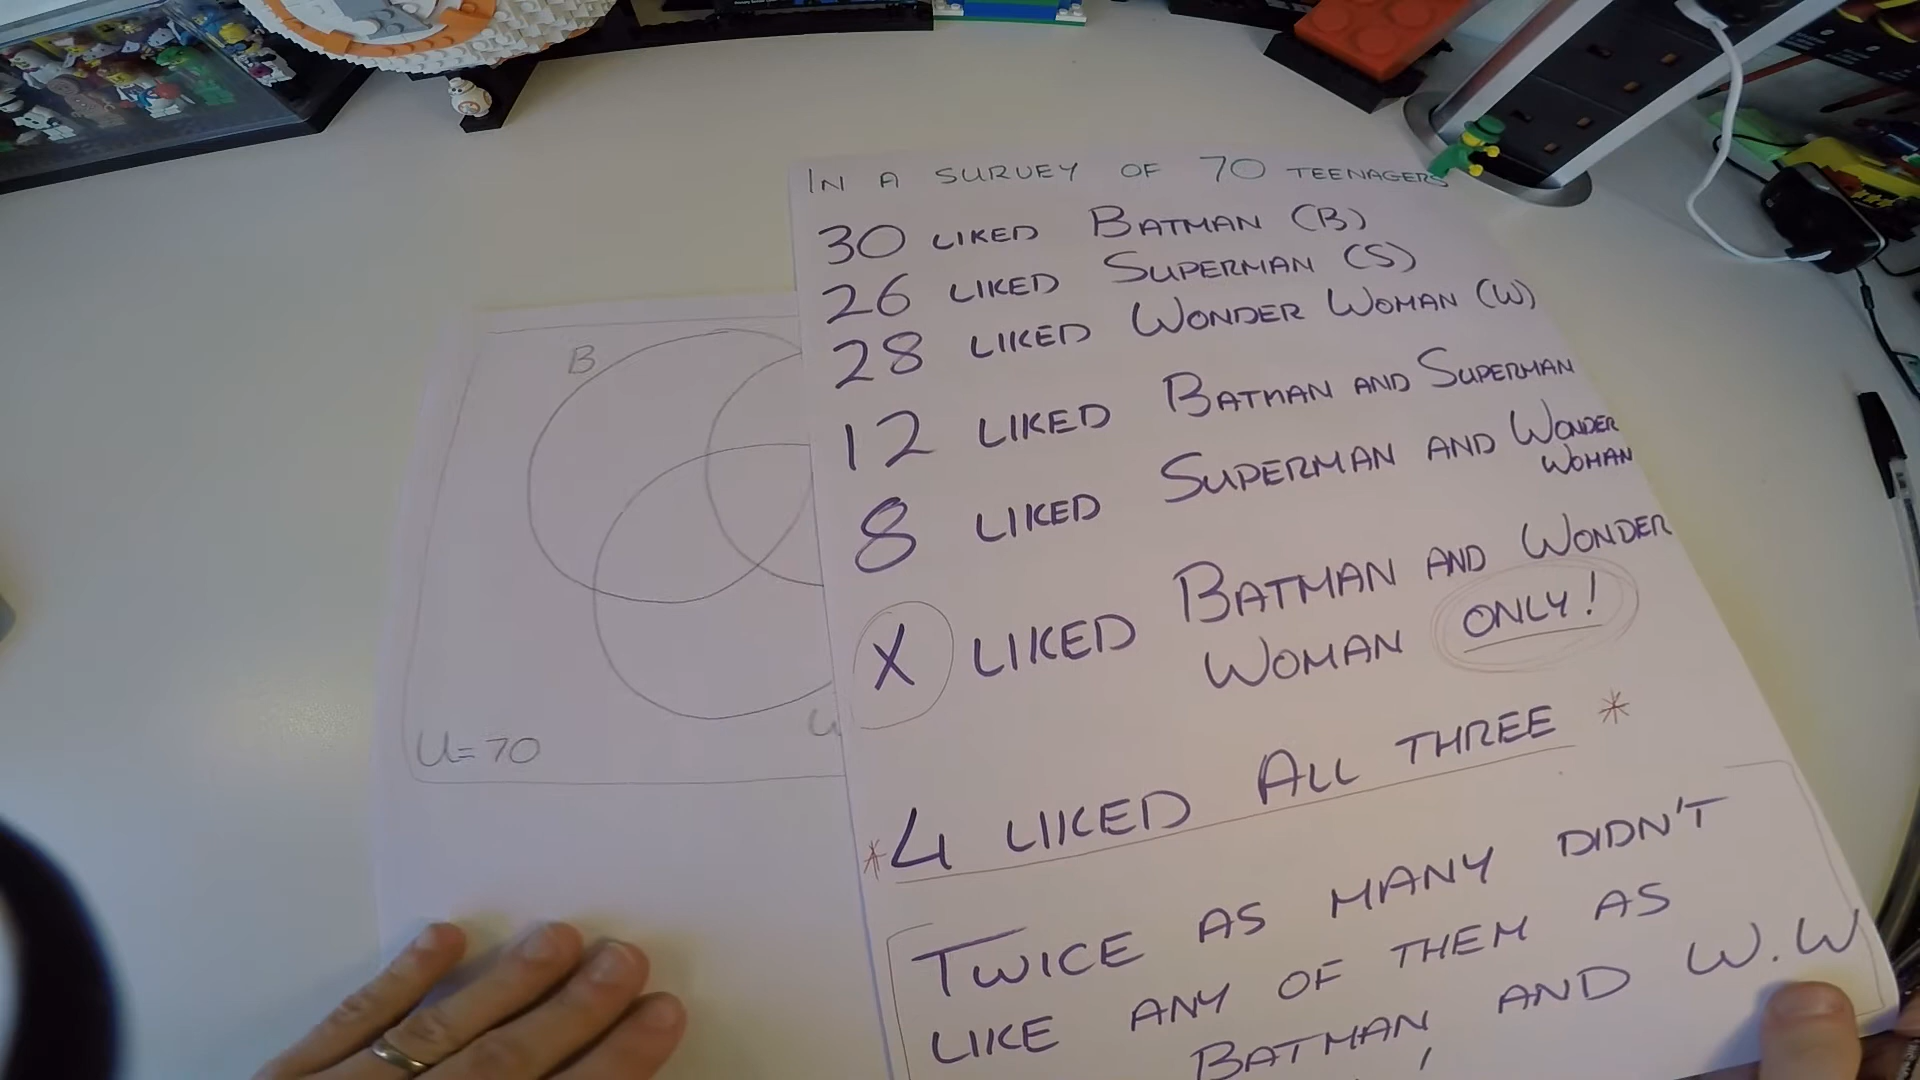 IN A SURVEY OF 70 TEENAGERS
30 LIKED BATMAN (B)
26 LIKED SUPERMAN (S)
28 LIKED WONDER WOMAN (W)
12 LIKED BATMAN AND SUPERMAN
8 LIKED SUPERMAN AND WONDER
WOMAN
X LIKED BATMAN AND WONDER
WOMAN ONLY!
*4 LIKED ALL THREE *
TWICE AS MANY DIDN'T
LIKE ANY OF THEM AS
BATMAN AND W.W
B
U=70